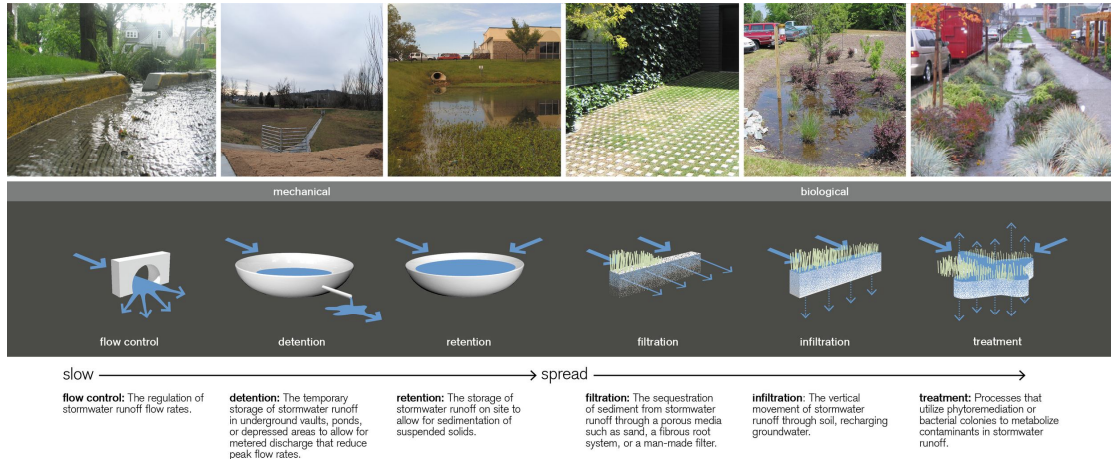 mechanical
biological
flow control
detention
retention
filtration
infiltration
treatment
slow
spread
flow control: The regulation of
stormwater runoff flow rates.
detention: The temporary
storage of stormwater runoff
in underground vaults, ponds,
or depressed areas to allow for
metered discharge that reduce
peak flow rates.
retention: The storage of
stormwater runoff on site to
allow for sedimentation of
suspended solids.
filtration: The sequestration
of sediment from stormwater
runoff through a porous media
such as sand, a fibrous root
system, or a man-made filter.
infiltration: The vertical
movement of stormwater
runoff through soil, recharging
groundwater.
treatment: Processes that
utilize phytoremediation or
bacterial colonies to metabolize
contaminants in stormwater
runoff.